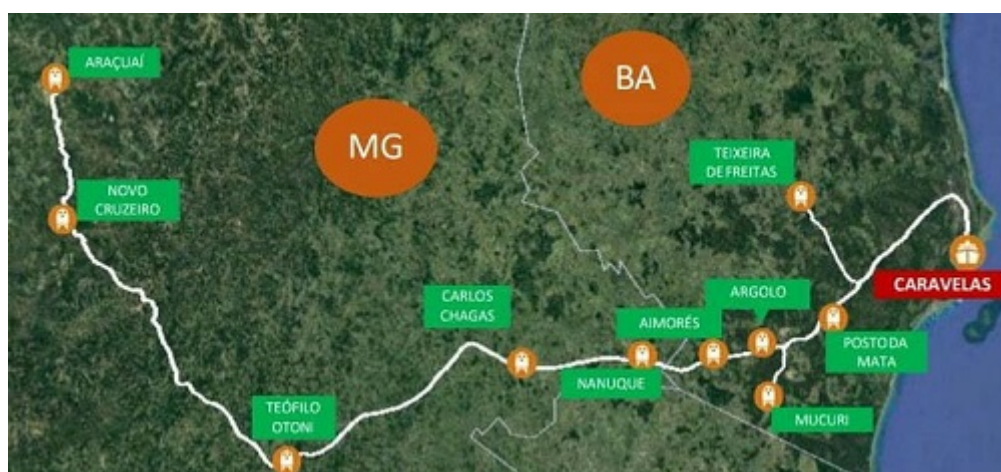 ARAÇUAÍ
BA
MG
TEIXEIRA
DE FREITAS
NOVO
CRUZEIRO
CARAVELAS
CARLOS
CHAGAS
ARGOLO
AIMORÉS
POSTO DA
MATA
NANUQUE
TEÓFILO
OTONI
MUCURI